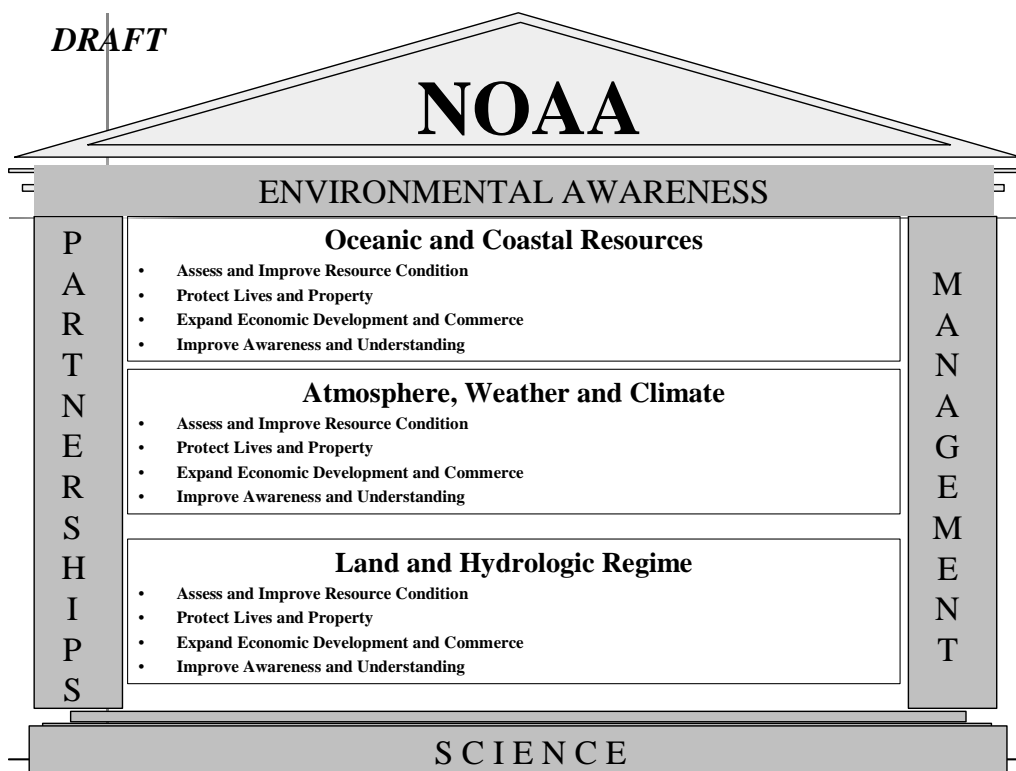 DRAFT
NOAA
ENVIRONMENTAL AWARENESS
PARTNERSHIPS
Oceanic and Coastal Resources
• Assess and Improve Resource Condition
• Protect Lives and Property
• Expand Economic Development and Commerce
• Improve Awareness and Understanding
Atmosphere, Weather and Climate
• Assess and Improve Resource Condition
• Protect Lives and Property
• Expand Economic Development and Commerce
• Improve Awareness and Understanding
Land and Hydrologic Regime
• Assess and Improve Resource Condition
• Protect Lives and Property
• Expand Economic Development and Commerce
• Improve Awareness and Understanding
MANAGEMENT
SCIENCE